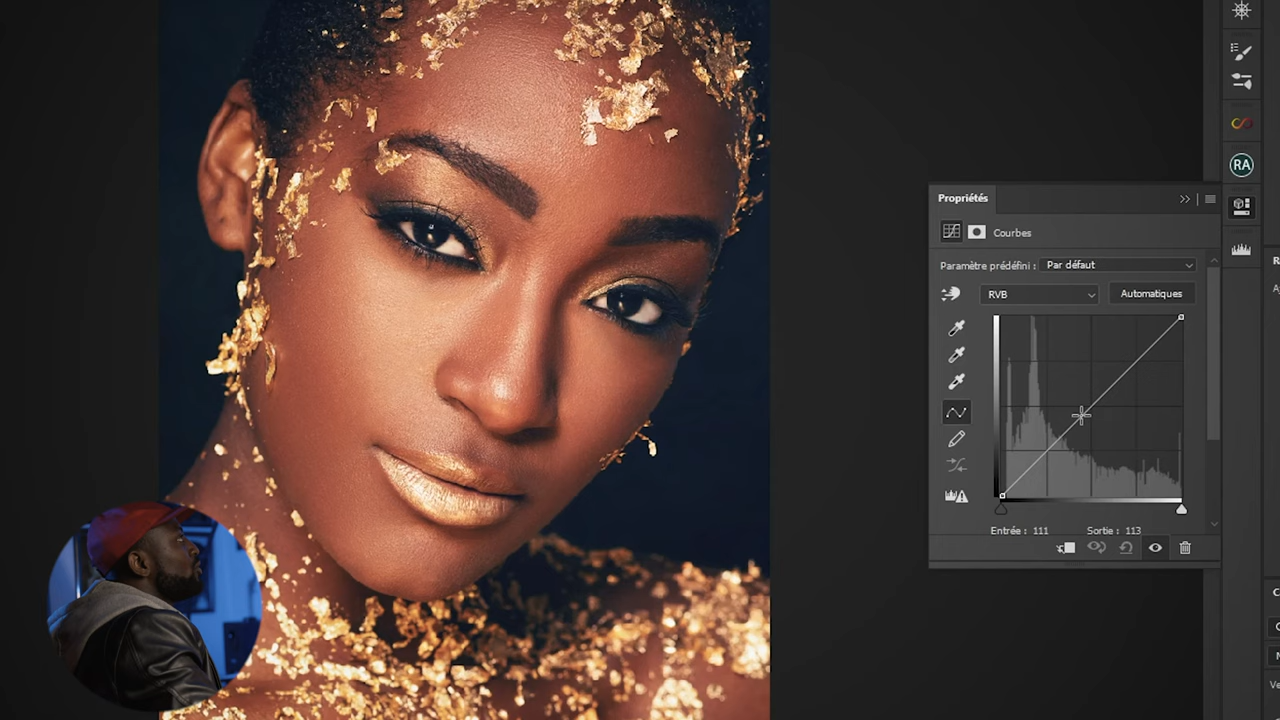 RA
Propriétés
Courbes
Paramètre prédéfini : Par défaut
RVB
Automatiques
Entrée : 111 Sortie : 113